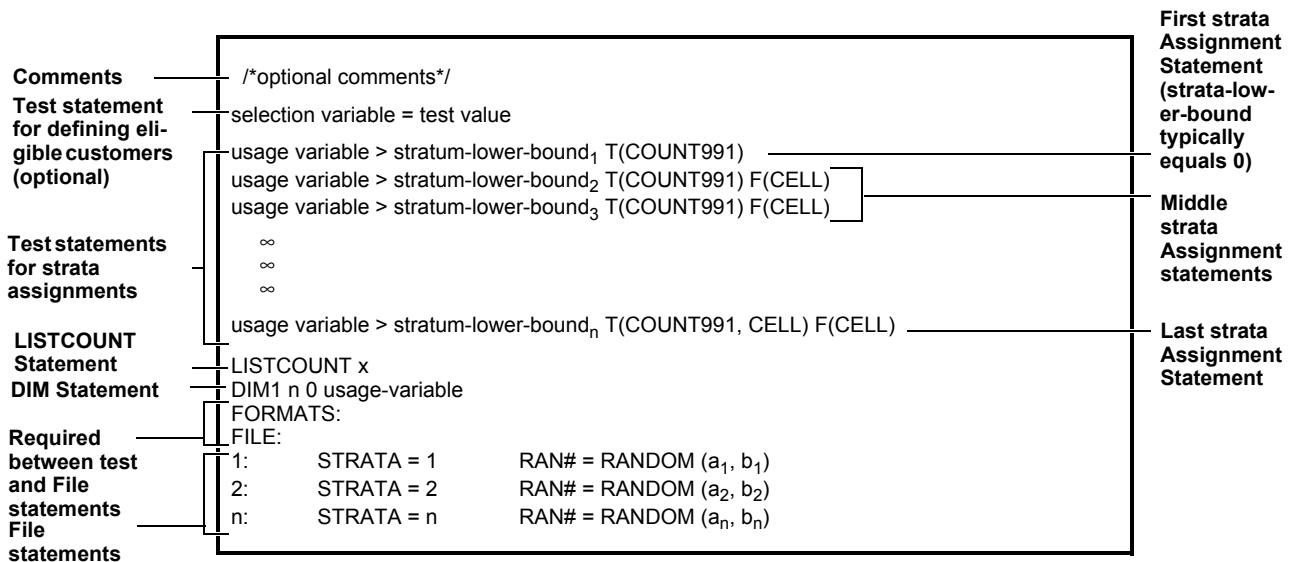 Comments
Test statement
for defining eli-
gible customers
(optional)
Test statements
for strata
assignments
LISTCOUNT
Statement
DIM Statement
Required
between test
and File
statements
File
statements
/*optional comments*/
selection variable = test value
usage variable > stratum-lower-bound1 T(COUNT991)
usage variable > stratum-lower-bound2 T(COUNT991) F(CELL)
usage variable > stratum-lower-bound3 T(COUNT991) F(CELL)
∞
∞
∞
usage variable > stratum-lower-boundn T(COUNT991, CELL) F(CELL)
LISTCOUNT x
DIM1 n 0 usage-variable
FORMATS:
FILE:
1: STRATA = 1 RAN# = RANDOM (a1, b1)
2: STRATA = 2 RAN# = RANDOM (a2, b2)
n: STRATA = n RAN# = RANDOM (an, bn)
First strata
Assignment
Statement
(strata-low-
er-bound
typically
equals 0)
Middle
strata
Assignment
statements
Last strata
Assignment
Statement